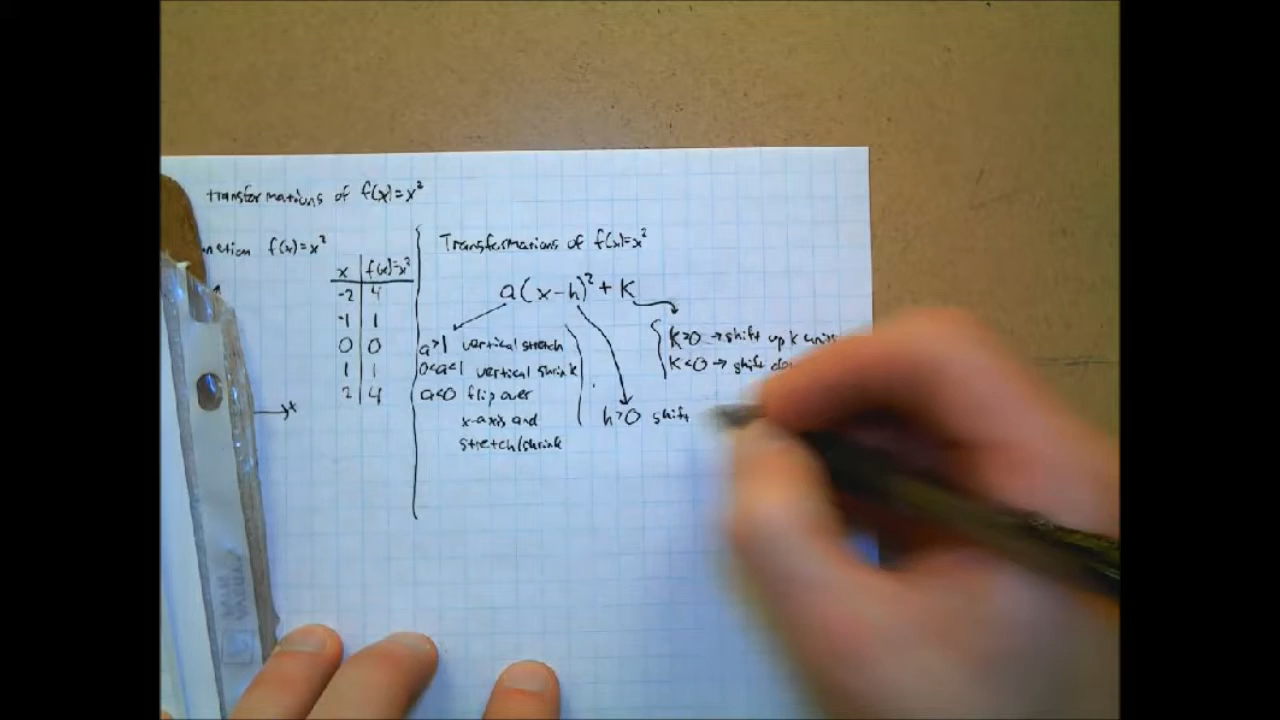 transformations of f(x)=x²
f(x)=x²
x f(x)=x²
-2 4
-1 1
0 0
1 1
2 4
x
Transformations of f(x)=x²
a(x-h)²+K
a>1 vertical stretch
0<a<1 vertical shrink
a<0 flip over
x-axis and
stretch/shrink
K>0 → shift up K units
K<0 → shift
h>0 shift